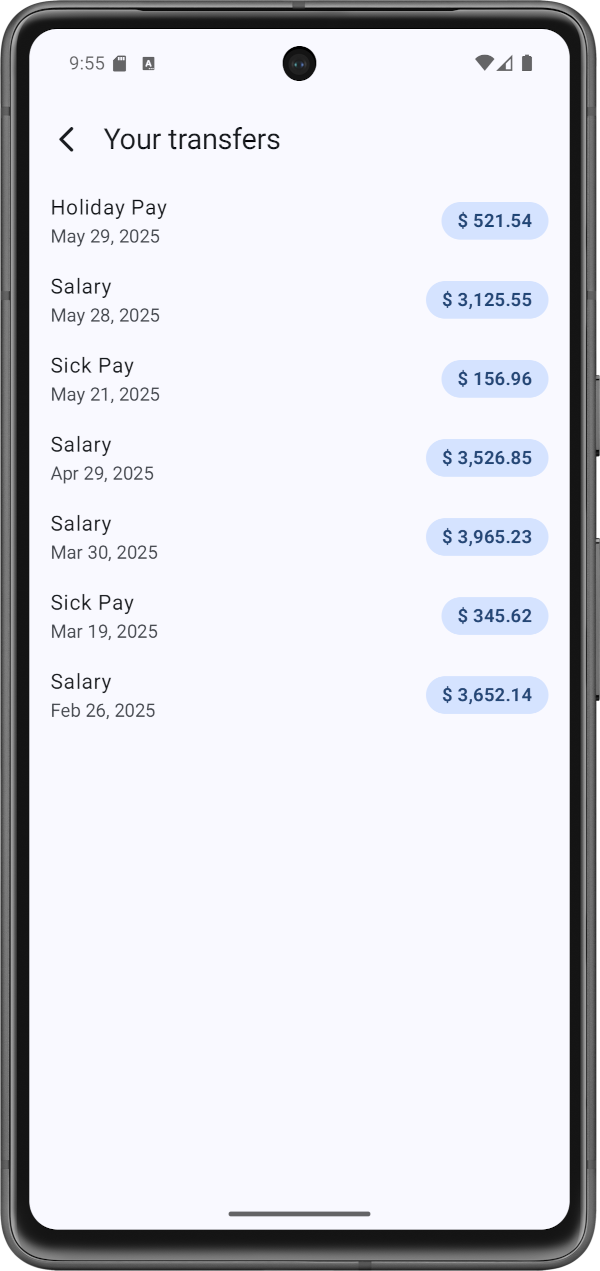 9:55
Your transfers
Holiday Pay
$ 521.54
May 29, 2025
Salary
$ 3,125.55
May 28, 2025
Sick Pay
$ 156.96
May 21, 2025
Salary
$ 3,526.85
Apr 29, 2025
Salary
$ 3,965.23
Mar 30, 2025
Sick Pay
$ 345.62
Mar 19, 2025
Salary
$ 3,652.14
Feb 26, 2025